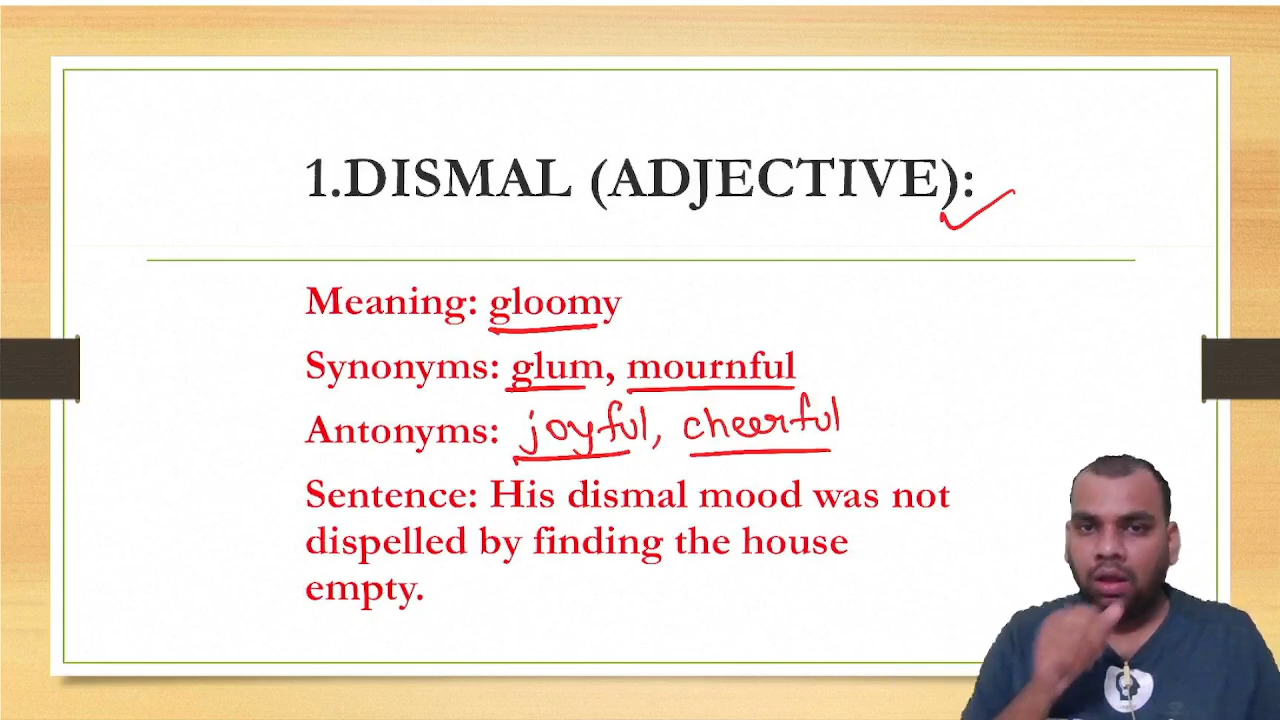 1.DISMAL (ADJECTIVE):
Meaning: gloomy
Synonyms: glum, mournful
Antonyms: joyful, cheerful
Sentence: His dismal mood was not
dispelled by finding the house
empty.